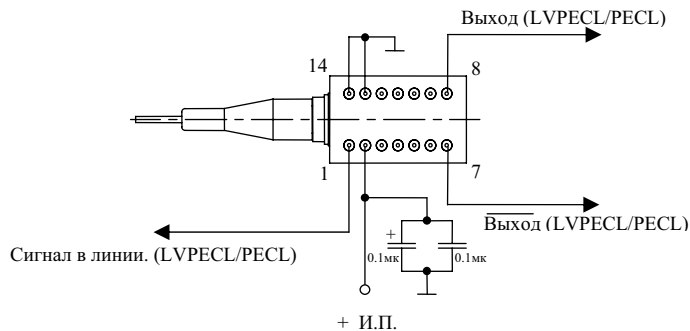 Выход (LVPECL/PECL)
14
8
1
7
Выход (LVPECL/PECL)
Сигнал в линии. (LVPECL/PECL)
+
0.1мк
0.1мк
+ И.П.